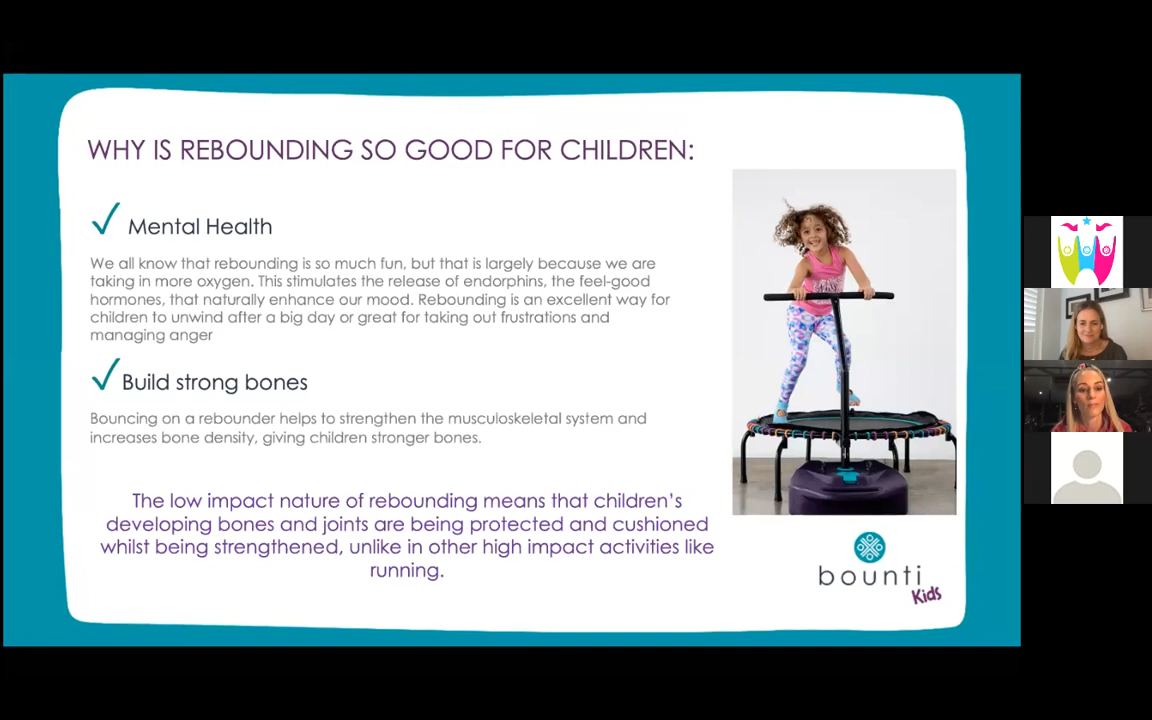 WHY IS REBOUNDING SO GOOD FOR CHILDREN:
Mental Health
We all know that rebounding is so much fun, but that is largely because we are
taking in more oxygen. This stimulates the release of endorphins, the feel-good
hormones, that naturally enhance our mood. Rebounding is an excellent way for
children to unwind after a big day or great for taking out frustrations and
managing anger
Build strong bones
Bouncing on a rebounder helps to strengthen the musculoskeletal system and
increases bone density, giving children stronger bones.
The low impact nature of rebounding means that children’s
developing bones and joints are being protected and cushioned
whilst being strengthened, unlike in other high impact activities like
running.
bounti
Kids